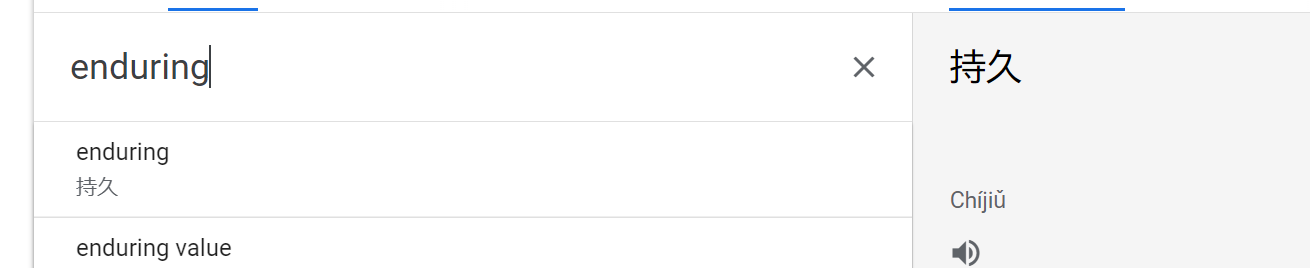 enduring
enduring
持久
enduring value
持久
Chíjiǔ